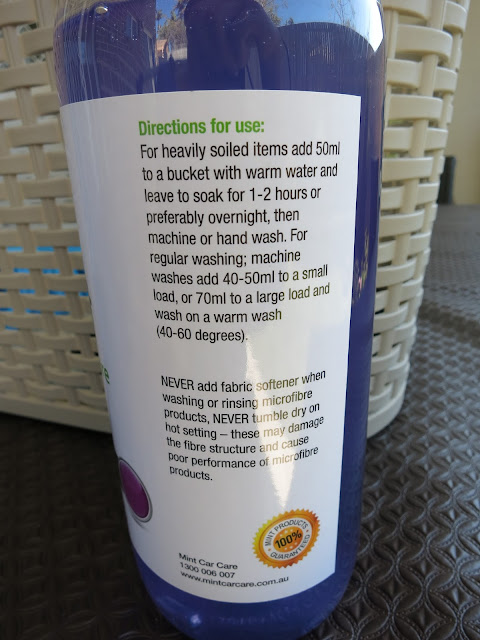 Directions for use:
For heavily soiled items add 50ml
to a bucket with warm water and
leave to soak for 1-2 hours or
preferably overnight, then
machine or hand wash. For
regular washing; machine
washes add 40-50ml to a small
load, or 70ml to a large load and
wash on a warm wash
(40-60 degrees).
NEVER add fabric softener when
washing or rinsing microfibre
products, NEVER tumble dry on
hot setting – these may damage
the fibre structure and cause
poor performance of microfibre
products.
MINT PRODUCTS
100%
GUARANTEED
Mint Car Care
1300 006 007
www.mintcarcare.com.au